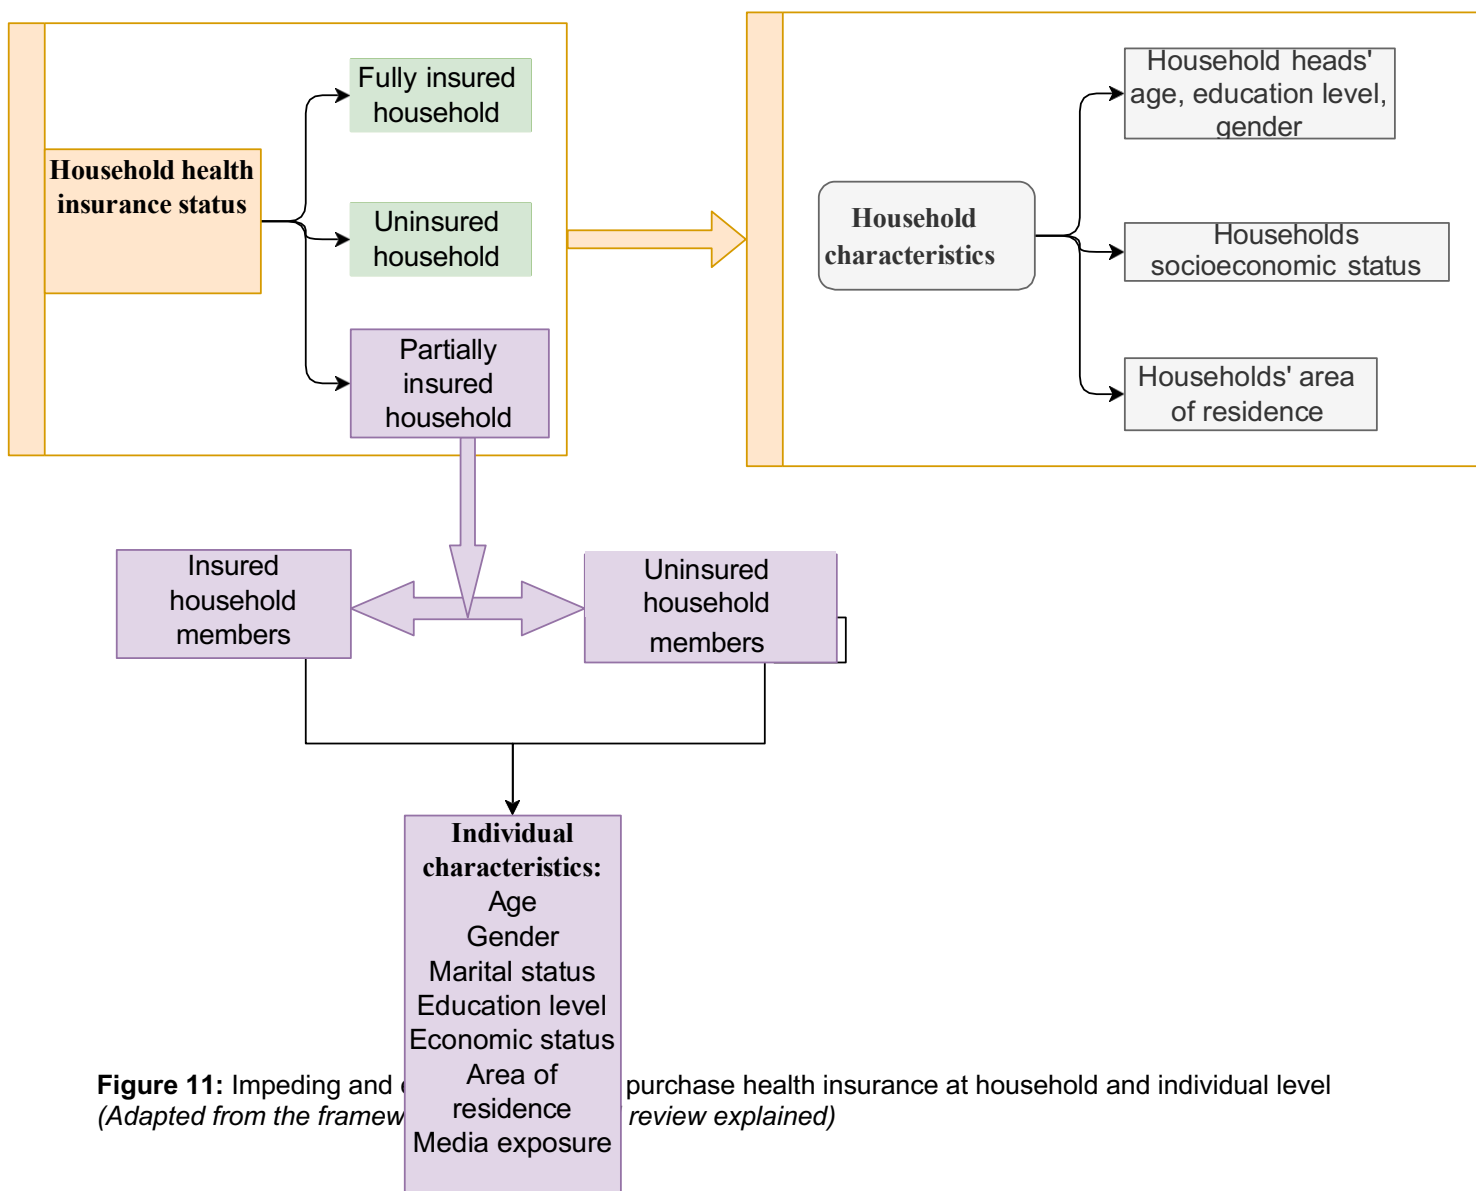 Household health
insurance status
Fully insured
household
Uninsured
household
Partially
insured
household
Household
characteristics
Household heads'
age, education level,
gender
Households
socioeconomic status
Households' area
of residence
Insured
household
members
Uninsured
household
members
Individual
characteristics:
Age
Gender
Marital status
Education level
Economic status
Area of
residence
Media exposure
Figure 11: Impeding and purchase health insurance at household and individual level
(Adapted from the review explained)